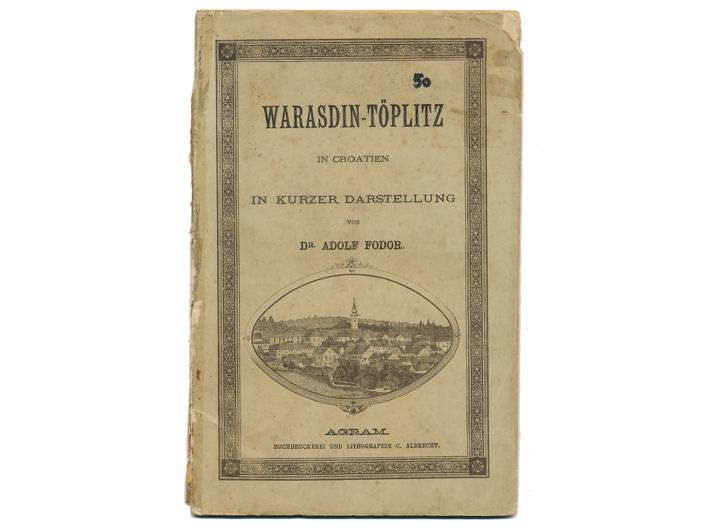 50
WARASDIN-TÖPLITZ
IN CROATIEN
IN KURZER DARSTELLUNG
VON
DR. ADOLF FODOR.
AGRAM.
BUCHDRUCKEREI UND LITHOGRAPHIE C. ALBRECHT.